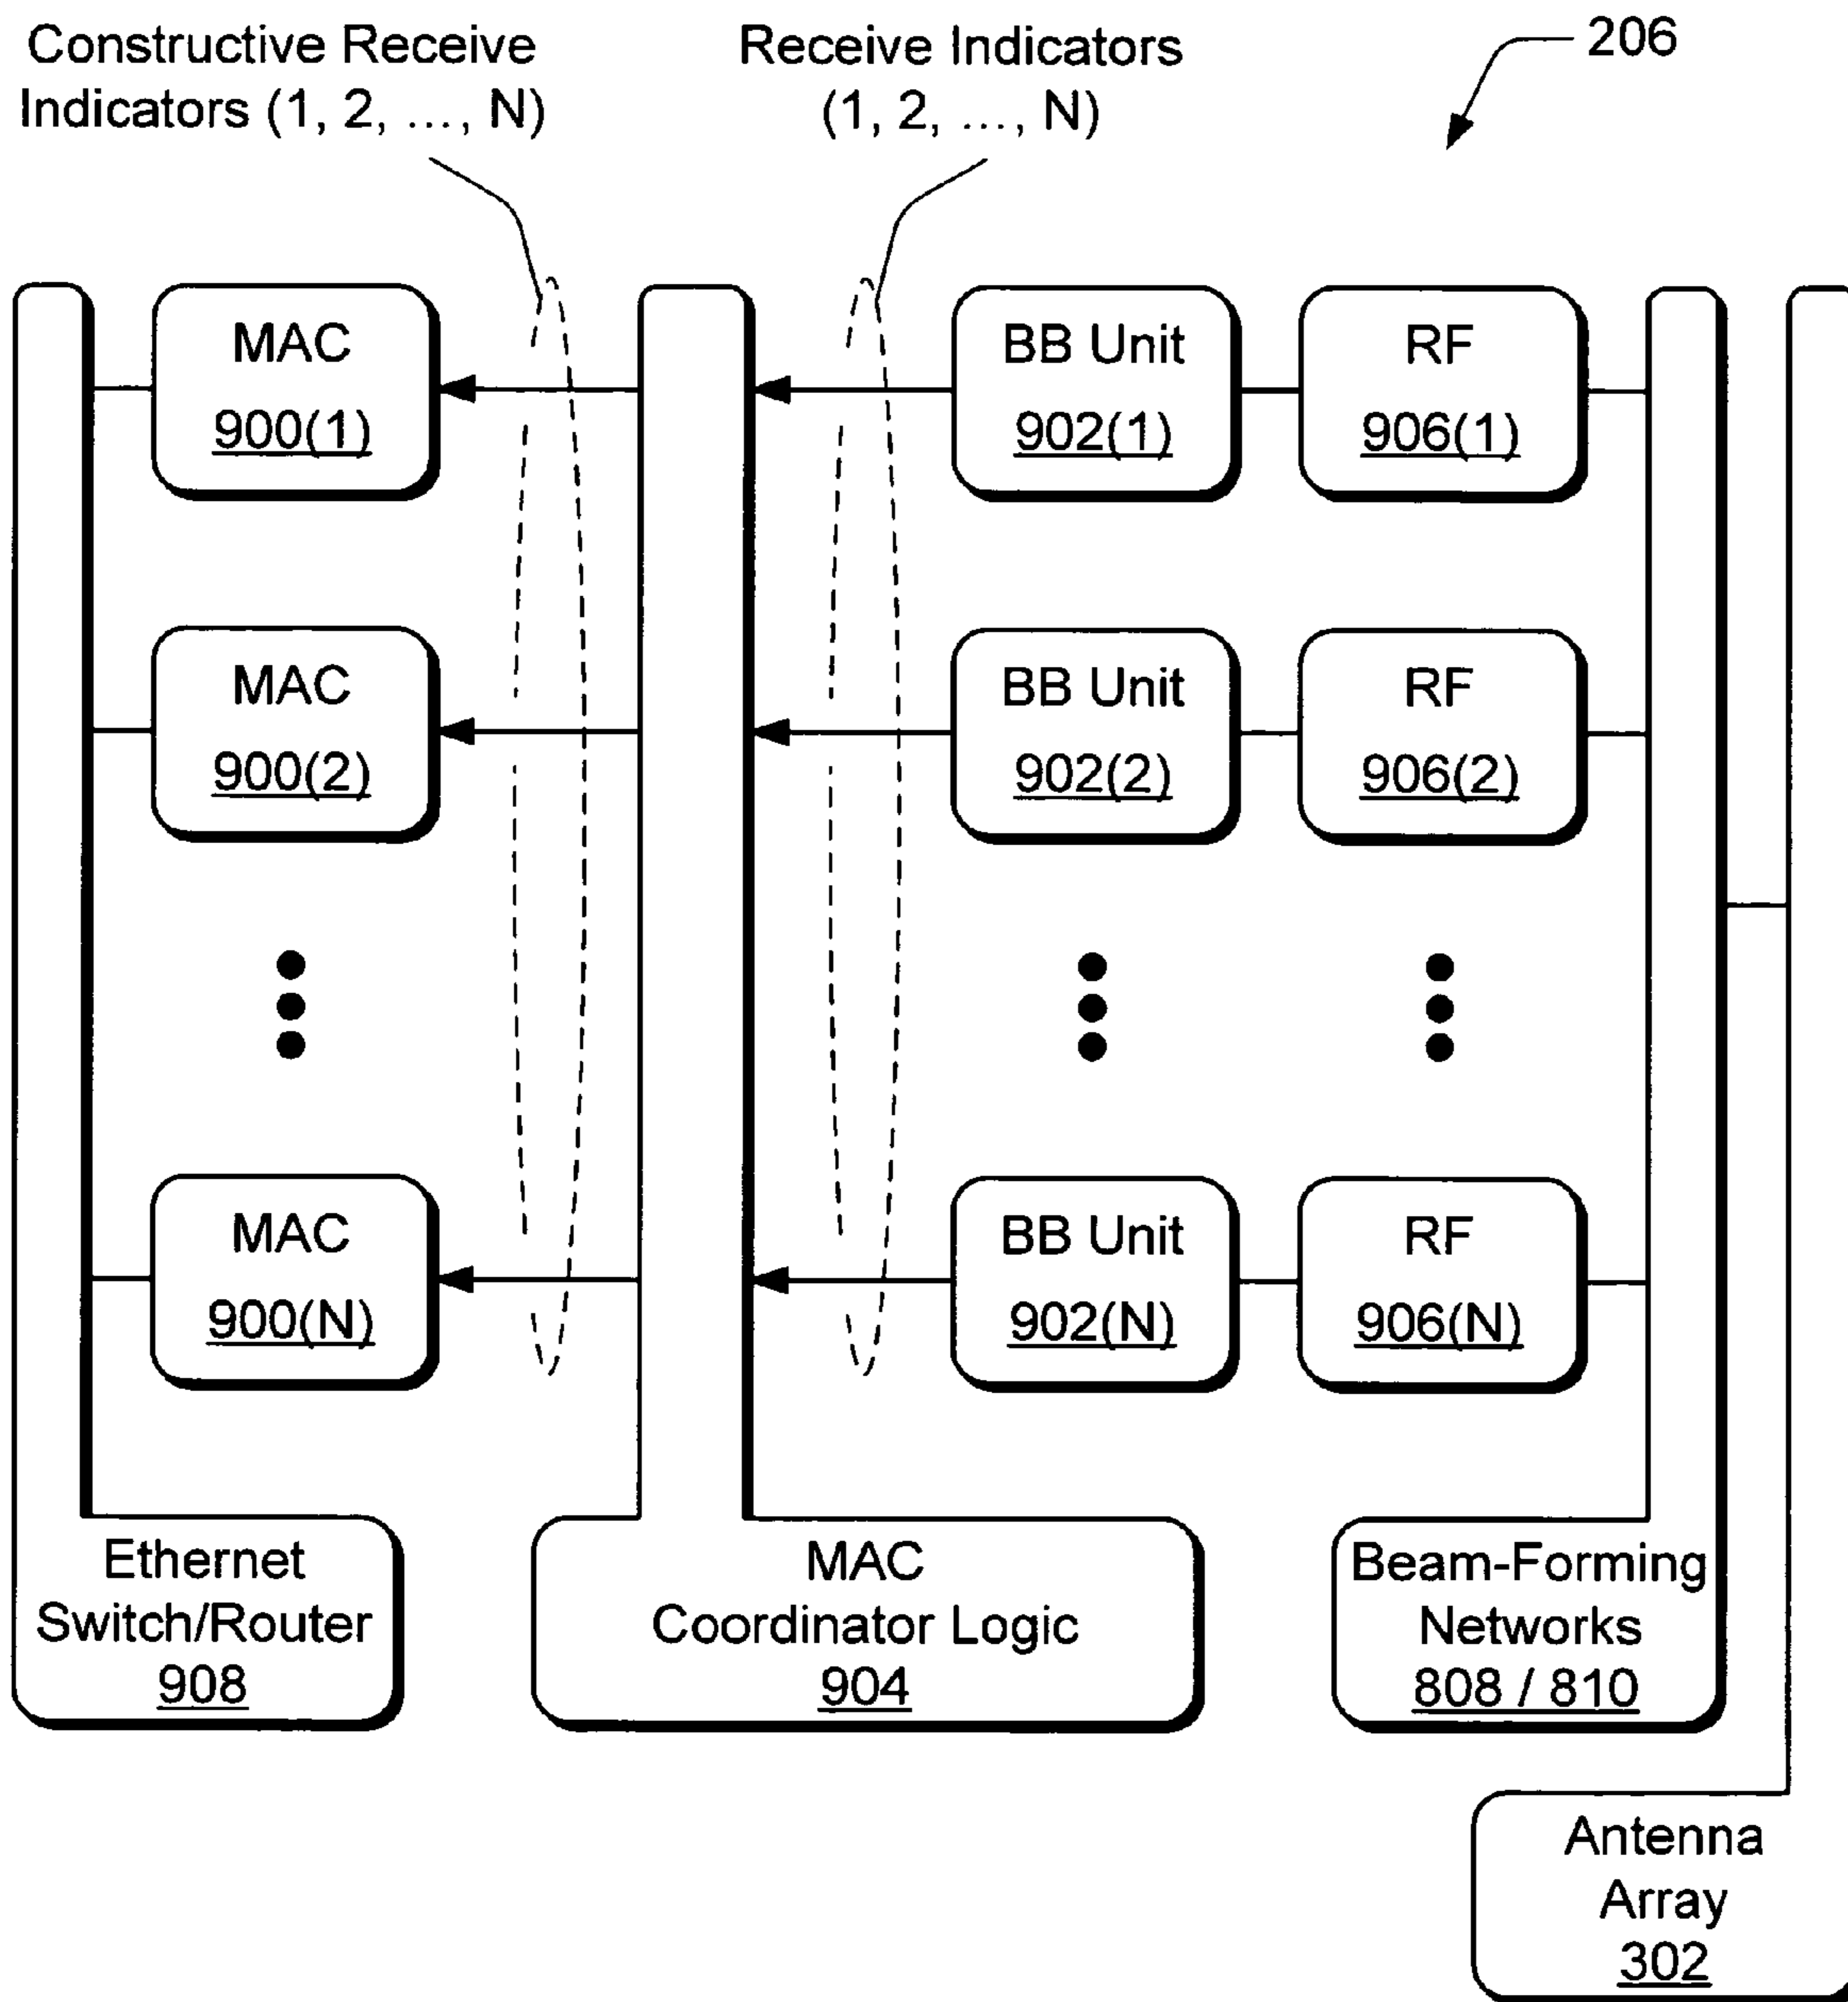 Constructive Receive
Indicators (1, 2, ..., N)
Receive Indicators
(1, 2, ..., N)
206
MAC
900(1)
BB Unit
902(1)
RF
906(1)
MAC
900(2)
BB Unit
902(2)
RF
906(2)
MAC
900(N)
BB Unit
902(N)
RF
906(N)
Ethernet
Switch/Router
908
MAC
Coordinator Logic
904
Beam-Forming
Networks
808 / 810
Antenna
Array
302